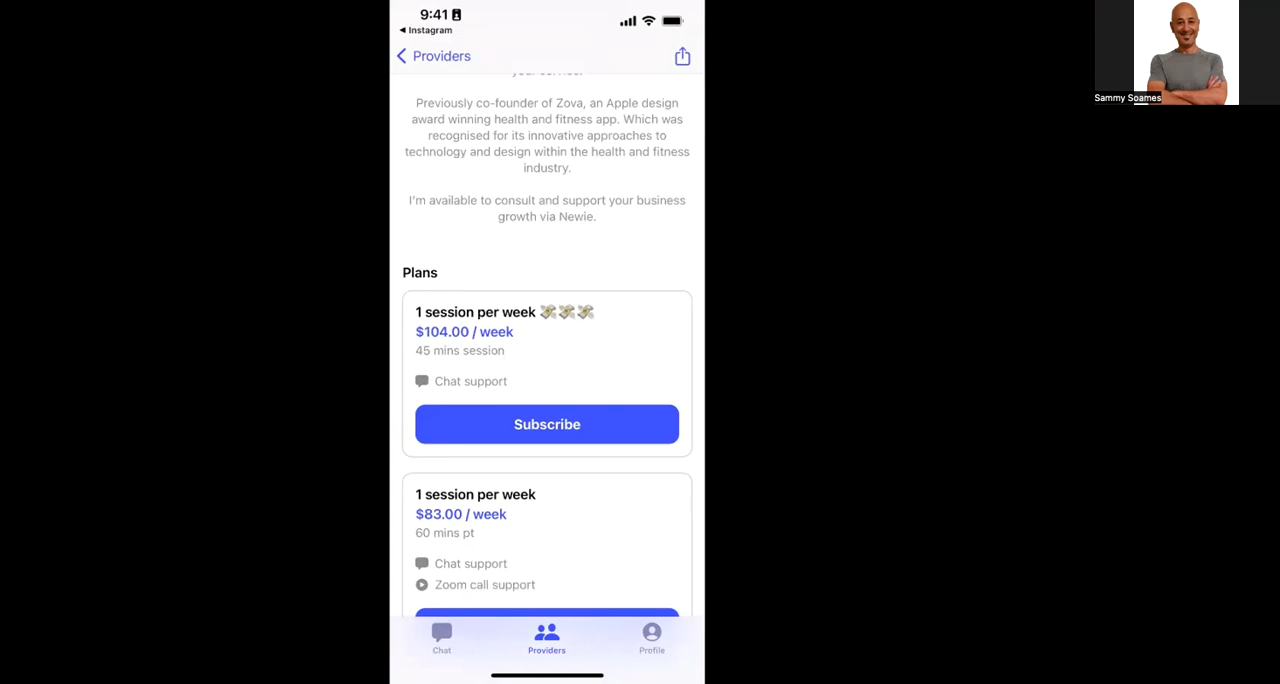 9:41
◀ Instagram
Providers
your service.
Previously co-founder of Zova, an Apple design
award winning health and fitness app. Which was
recognised for its innovative approaches to
technology and design within the health and fitness
industry.
I'm available to consult and support your business
growth via Newie.
Plans
1 session per week 💸💸💸
$104.00 / week
45 mins session
Chat support
Subscribe
1 session per week
$83.00 / week
60 mins pt
Chat support
Zoom call support
Chat
Providers
Profile
Sammy Soames